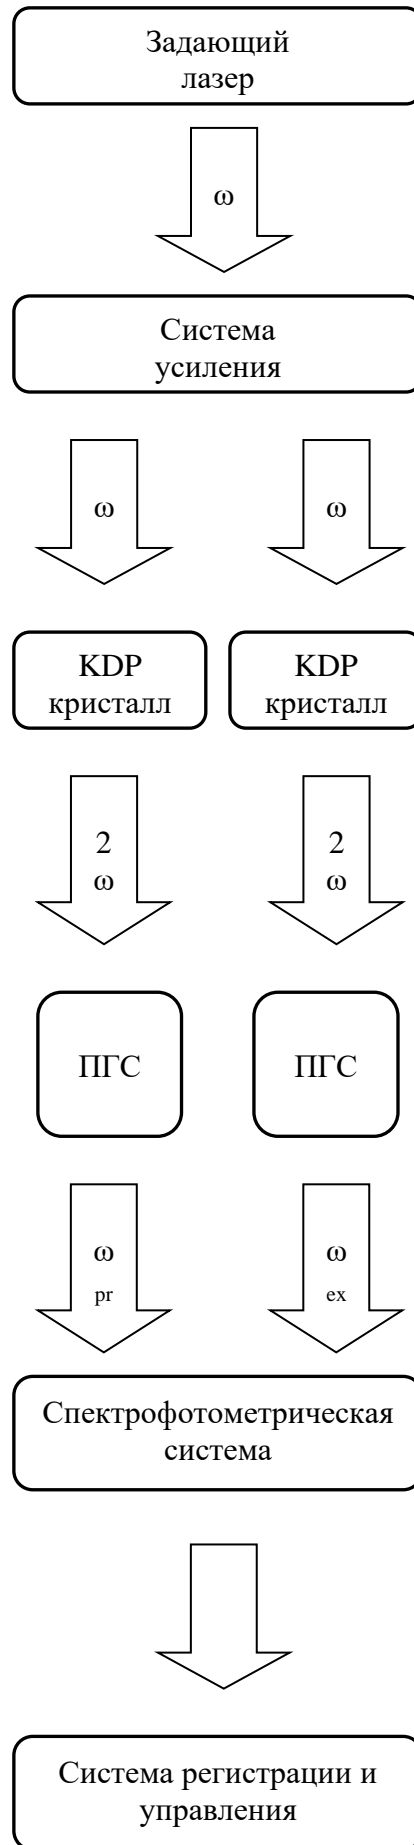 Задающий
лазер
ω
Система
усиления
ω ω
KDP KDP
кристалл кристалл
2 2
ω ω
ПГС ПГС
ω ω
pr ex
Спектрофотометрическая
система
Система регистрации и
управления